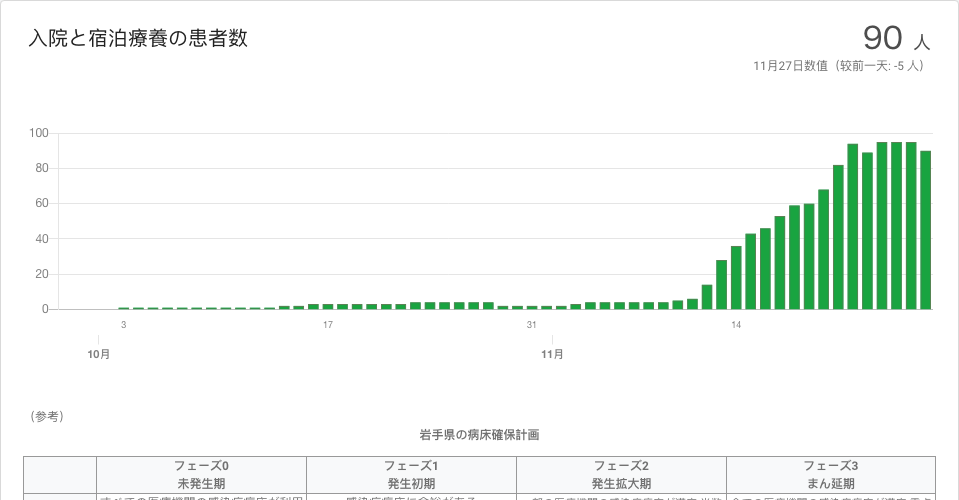 入院と宿泊療養の患者数
90 人
11月27日数值（较前一天: -5 人）
100
80
60
40
20
0
3 17 31 14
10月 11月
（参考）
岩手県の病床確保計画
フェーズ0 フェーズ1 フェーズ2 フェーズ3
未発生期 発生初期 発生拡大期 まん延期